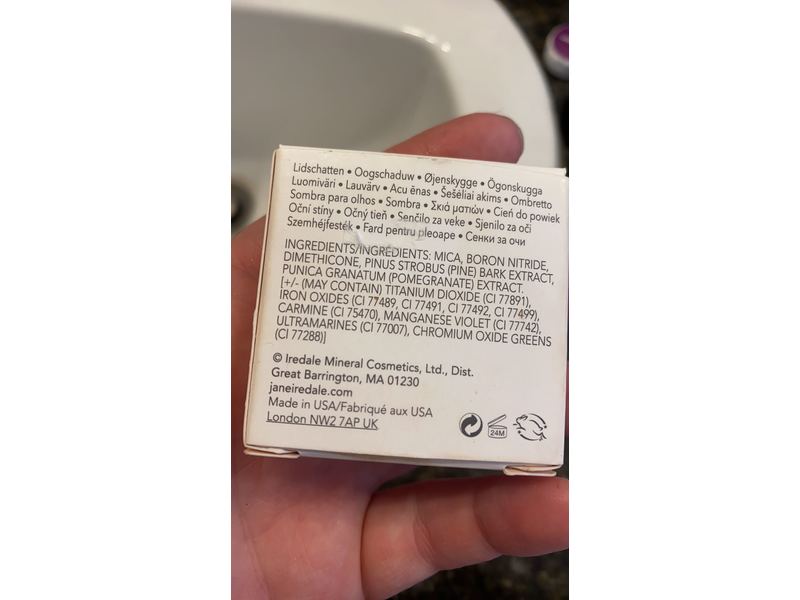 Lidschatten • Oogschaduw • Øjenskygge • Ögonskugga
Luomiväri • Lauvärv • Acu ēnas • Šešėliai akims • Ombretto
Sombra para olhos • Sombra • Σκιά ματιών • Cień do powiek
Oční stíny • Očný tieň • Senčilo za veke • Sjenilo za oči
Szemhéjfesték • Fard pentru pleoape • Сенки за очи
INGREDIENTS/INGRÉDIENTS: MICA, BORON NITRIDE,
DIMETHICONE, PINUS STROBUS (PINE) BARK EXTRACT,
PUNICA GRANATUM (POMEGRANATE) EXTRACT.
[+/- (MAY CONTAIN) TITANIUM DIOXIDE (CI 77891),
IRON OXIDES (CI 77489, CI 77491, CI 77492, CI 77499),
CARMINE (CI 75470), MANGANESE VIOLET (CI 77742),
ULTRAMARINES (CI 77007), CHROMIUM OXIDE GREENS
(CI 77288)]
© Iredale Mineral Cosmetics, Ltd., Dist.
Great Barrington, MA 01230
janeiredale.com
Made in USA/Fabriqué aux USA
London NW2 7AP UK
24M